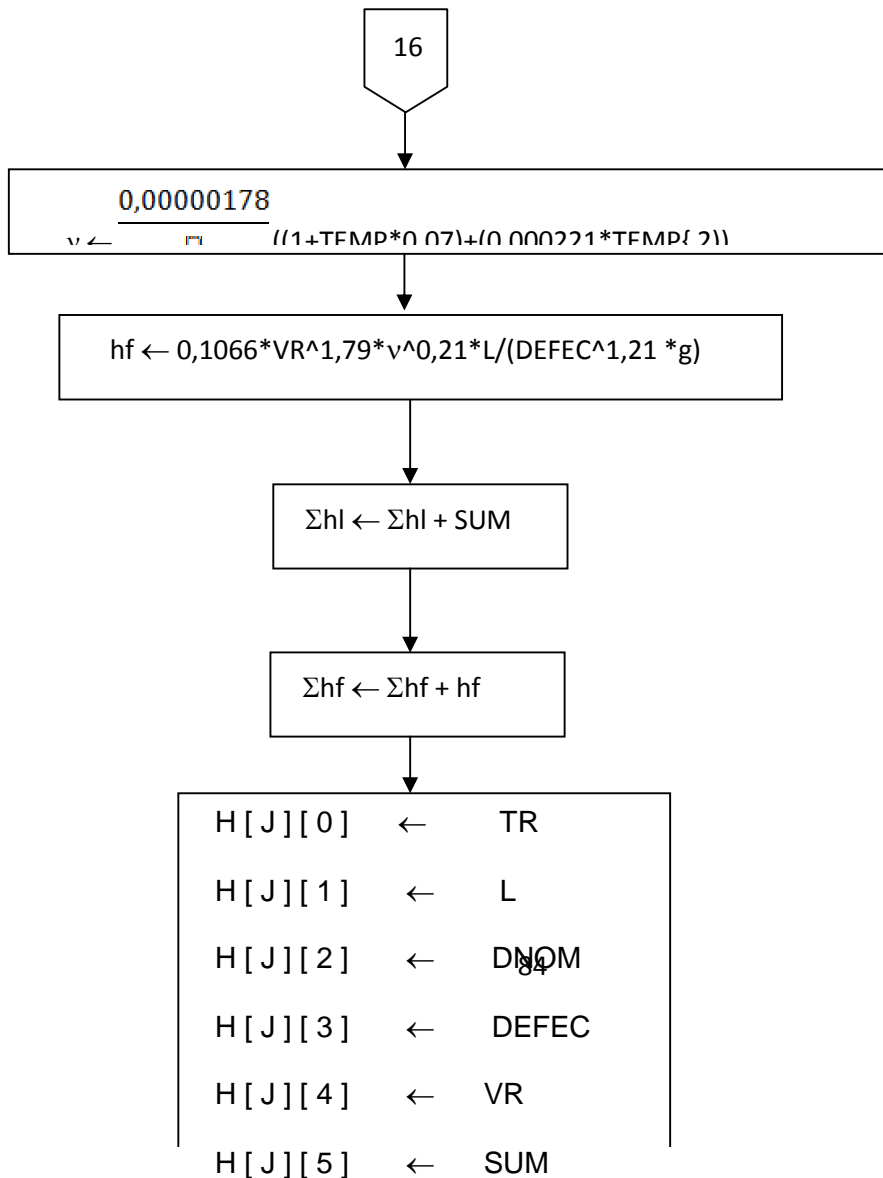 16
0,00000178
ν ← ((1+TEMP*0,07)+(0,000221*TEMP{ 2))
hf ← 0,1066*VR^1,79*ν^0,21*L/(DEFEC^1,21 *g)
Σhl ← Σhl + SUM
Σhf ← Σhf + hf
H [ J ] [ 0 ] ← TR
H [ J ] [ 1 ] ← L
H [ J ] [ 2 ] ← DNOM
84
H [ J ] [ 3 ] ← DEFEC
H [ J ] [ 4 ] ← VR
H [ J ] [ 5 ] ← SUM